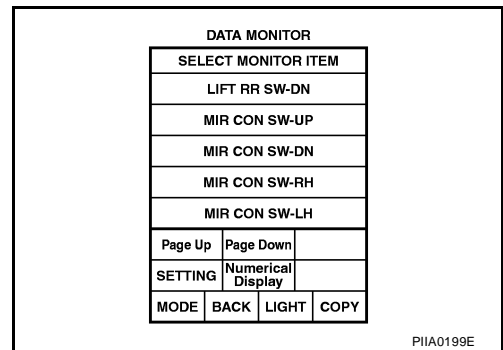 DATA MONITOR
SELECT MONITOR ITEM
LIFT RR SW-DN
MIR CON SW-UP
MIR CON SW-DN
MIR CON SW-RH
MIR CON SW-LH
Page Up Page Down
SETTING Numerical Display
MODE BACK LIGHT COPY
PIIA0199E